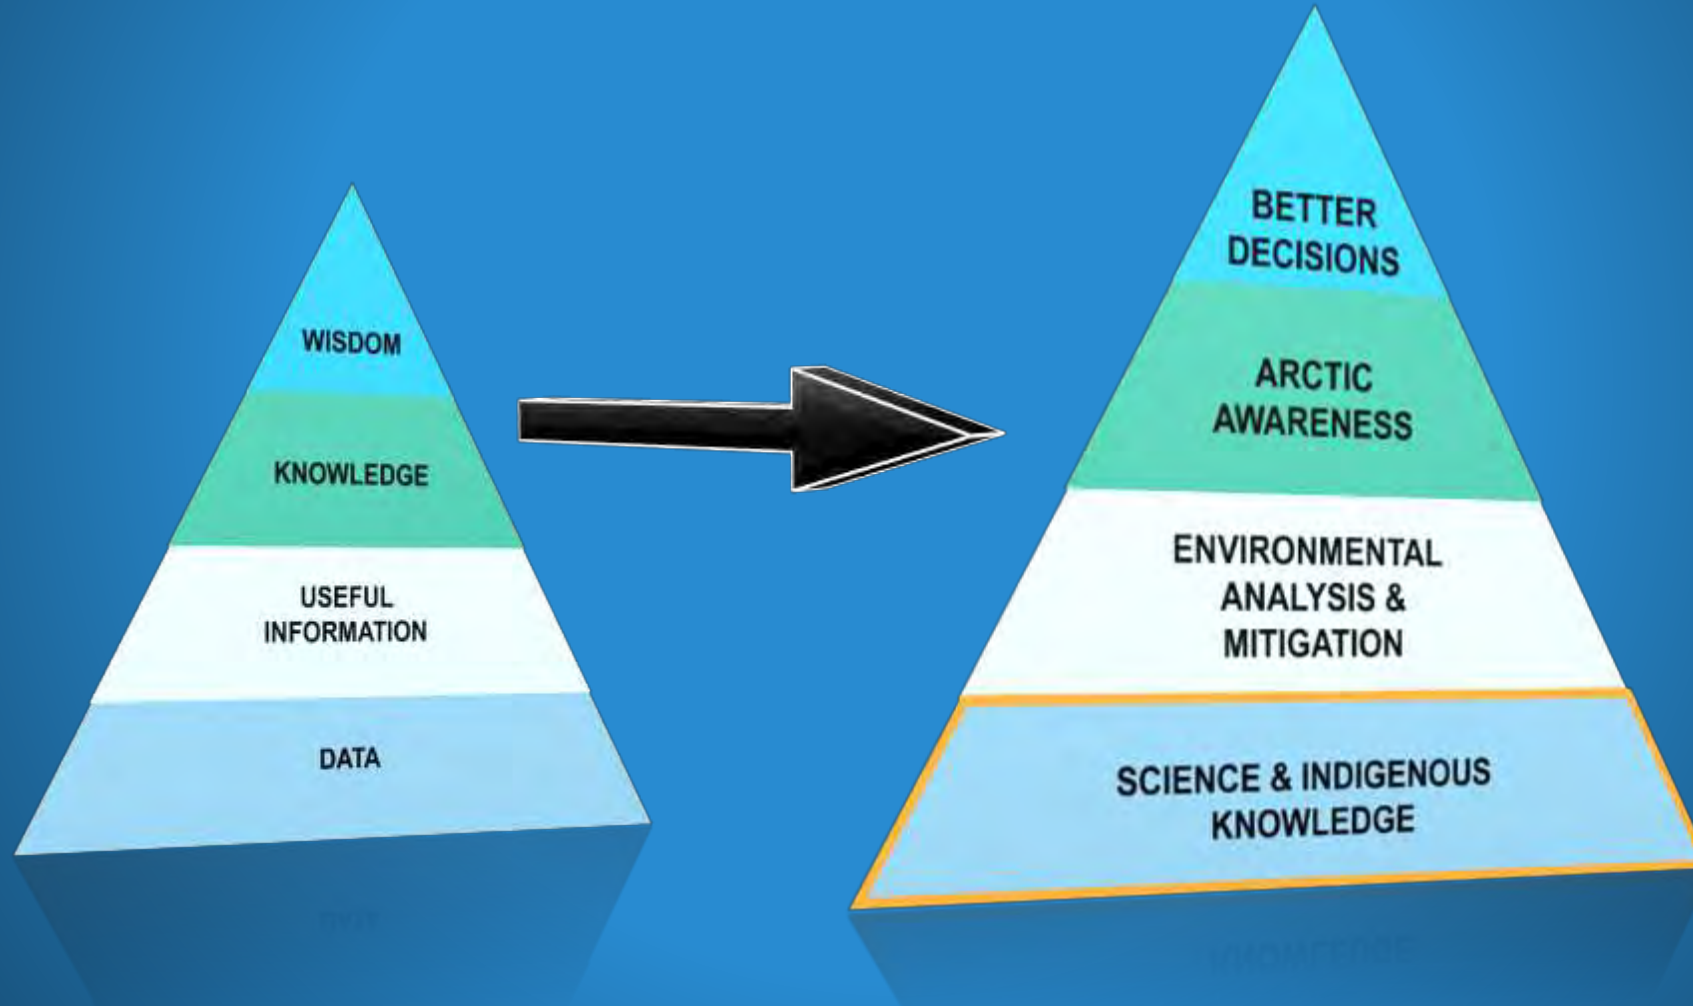 WISDOM
KNOWLEDGE
USEFUL
INFORMATION
DATA
BETTER
DECISIONS
ARCTIC
AWARENESS
ENVIRONMENTAL
ANALYSIS &
MITIGATION
SCIENCE & INDIGENOUS
KNOWLEDGE